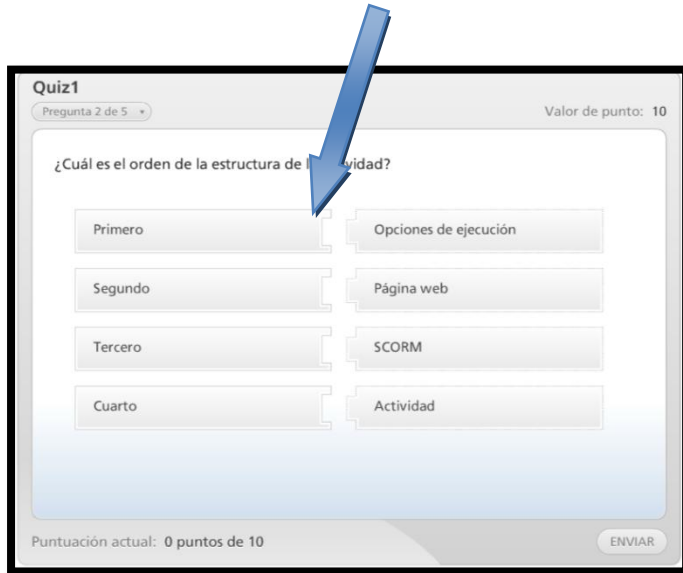 Quiz1
Pregunta 2 de 5
Valor de punto: 10
¿Cuál es el orden de la estructura de l vidad?
Primero
Opciones de ejecución
Segundo
Página web
Tercero
SCORM
Cuarto
Actividad
Puntuación actual: 0 puntos de 10
ENVIAR